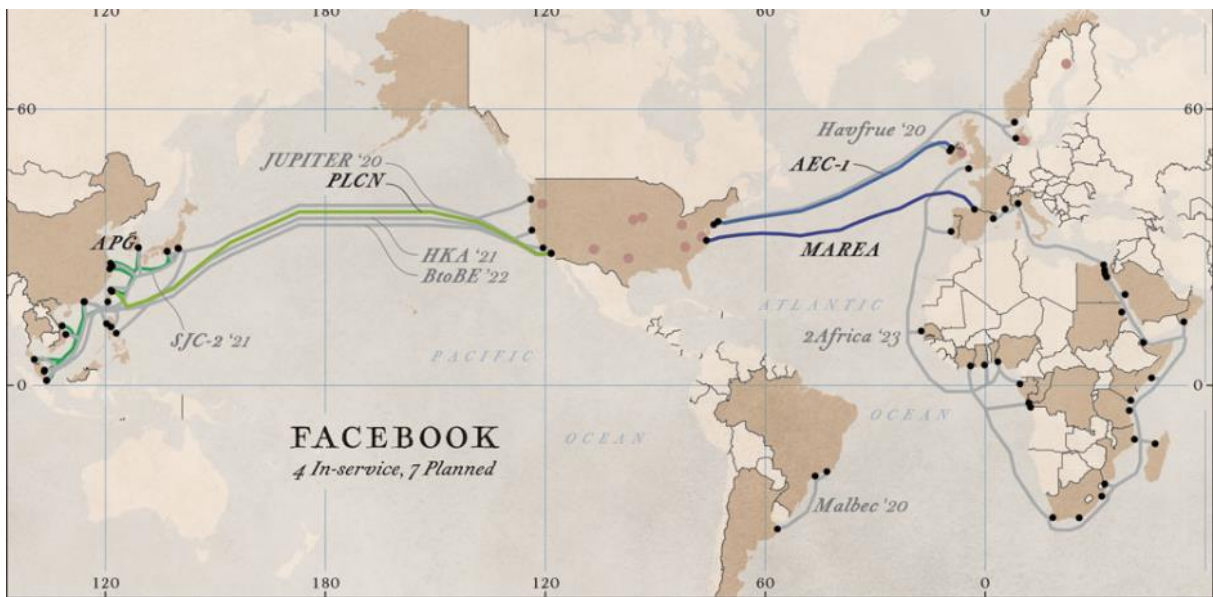 120
180
120
60
0
60
60
Havfrue '20
AEC-1
JUPITER '20
PLCN
APG
MAREA
HKA '21
BtoBE '22
ATLANTIC
SJC-2 '21
2Africa '23
PACIFIC
0
0
OCEAN
FACEBOOK
OCEAN
4 In-service, 7 Planned
Malbec '20
120
180
120
60
0